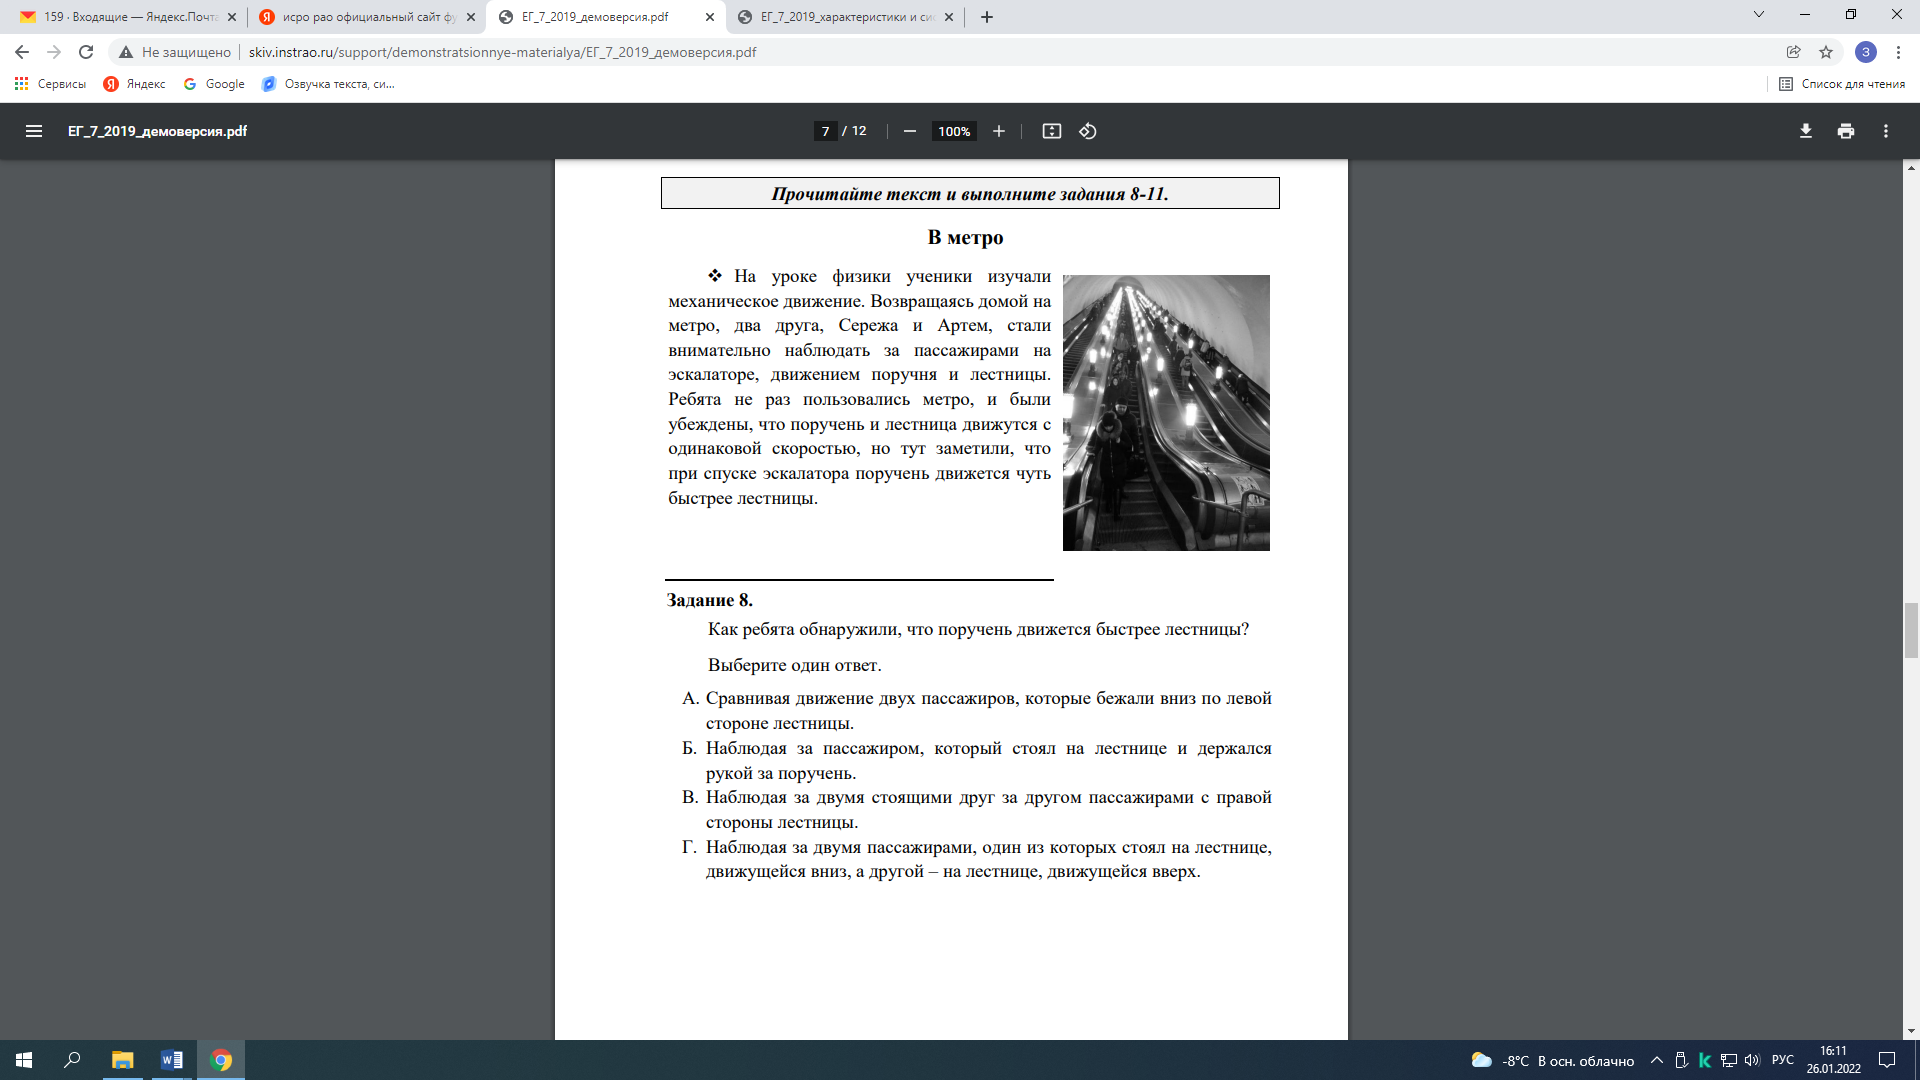 159 · Входящие — Яндекс.Почта
исро рао официальный сайт фу
ЕГ_7_2019_демоверсия.pdf
ЕГ_7_2019_характеристики и си
Не защищено
skiv.instrao.ru/support/demonstratsionnye-materialya/ЕГ_7_2019_демоверсия.pdf
З
Сервисы
Яндекс
Google
Озвучка текста, си...
Список для чтения
ЕГ_7_2019_демоверсия.pdf
7 / 12
100%
Прочитайте текст и выполните задания 8-11.
В метро
❖ На уроке физики ученики изучали
механическое движение. Возвращаясь домой на
метро, два друга, Сережа и Артем, стали
внимательно наблюдать за пассажирами на
эскалаторе, движением поручня и лестницы.
Ребята не раз пользовались метро, и были
убеждены, что поручень и лестница движутся с
одинаковой скоростью, но тут заметили, что
при спуске эскалатора поручень движется чуть
быстрее лестницы.
Задание 8.
Как ребята обнаружили, что поручень движется быстрее лестницы?
Выберите один ответ.
А. Сравнивая движение двух пассажиров, которые бежали вниз по левой
стороне лестницы.
Б. Наблюдая за пассажиром, который стоял на лестнице и держался
рукой за поручень.
В. Наблюдая за двумя стоящими друг за другом пассажирами с правой
стороны лестницы.
Г. Наблюдая за двумя пассажирами, один из которых стоял на лестнице,
движущейся вниз, а другой – на лестнице, движущейся вверх.
-8°C В осн. облачно
РУС
16:11
26.01.2022